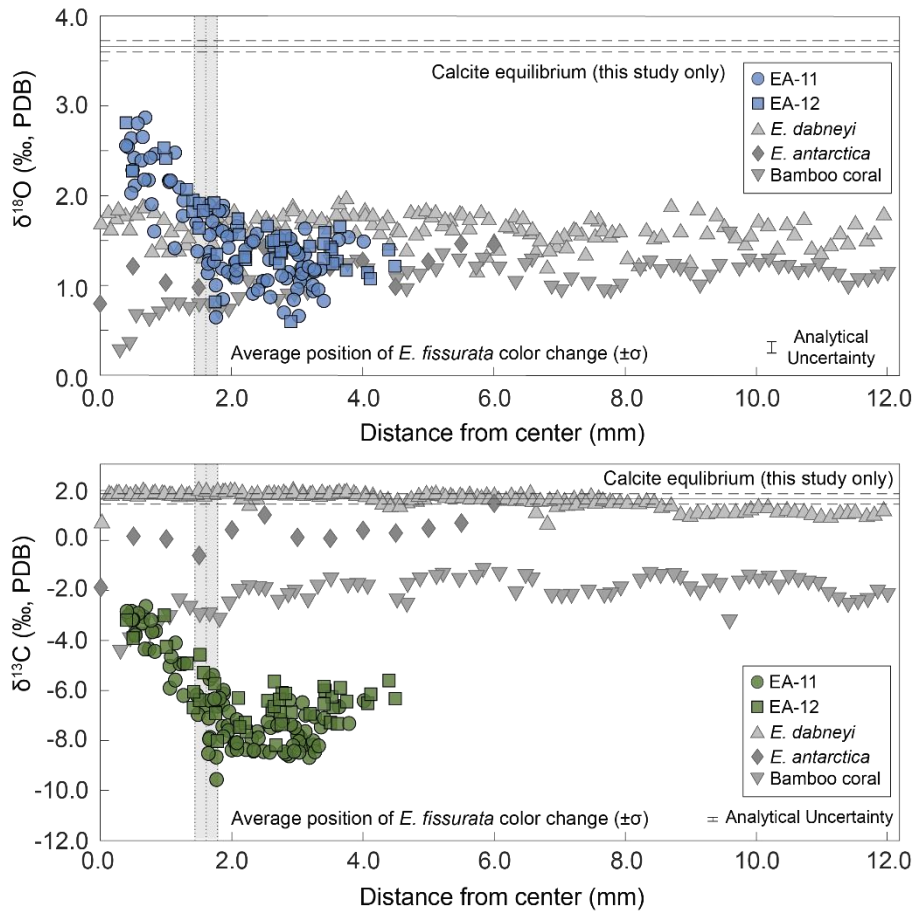 4.0
3.0
2.0
1.0
0.0
δ18O (‰, PDB)
Calcite equilibrium (this study only)
EA-11
EA-12
E. dabneyi
E. antarctica
Bamboo coral
Average position of E. fissurata color change (±σ)
Analytical
Uncertainty
0.0 2.0 4.0 6.0 8.0 10.0 12.0
Distance from center (mm)
2.0
0.0
-2.0
-4.0
-6.0
-8.0
-10.0
-12.0
δ13C (‰, PDB)
Calcite equlibrium (this study only)
EA-11
EA-12
E. dabneyi
E. antarctica
Bamboo coral
Average position of E. fissurata color change (±σ)
Analytical Uncertainty
0.0 2.0 4.0 6.0 8.0 10.0 12.0
Distance from center (mm)